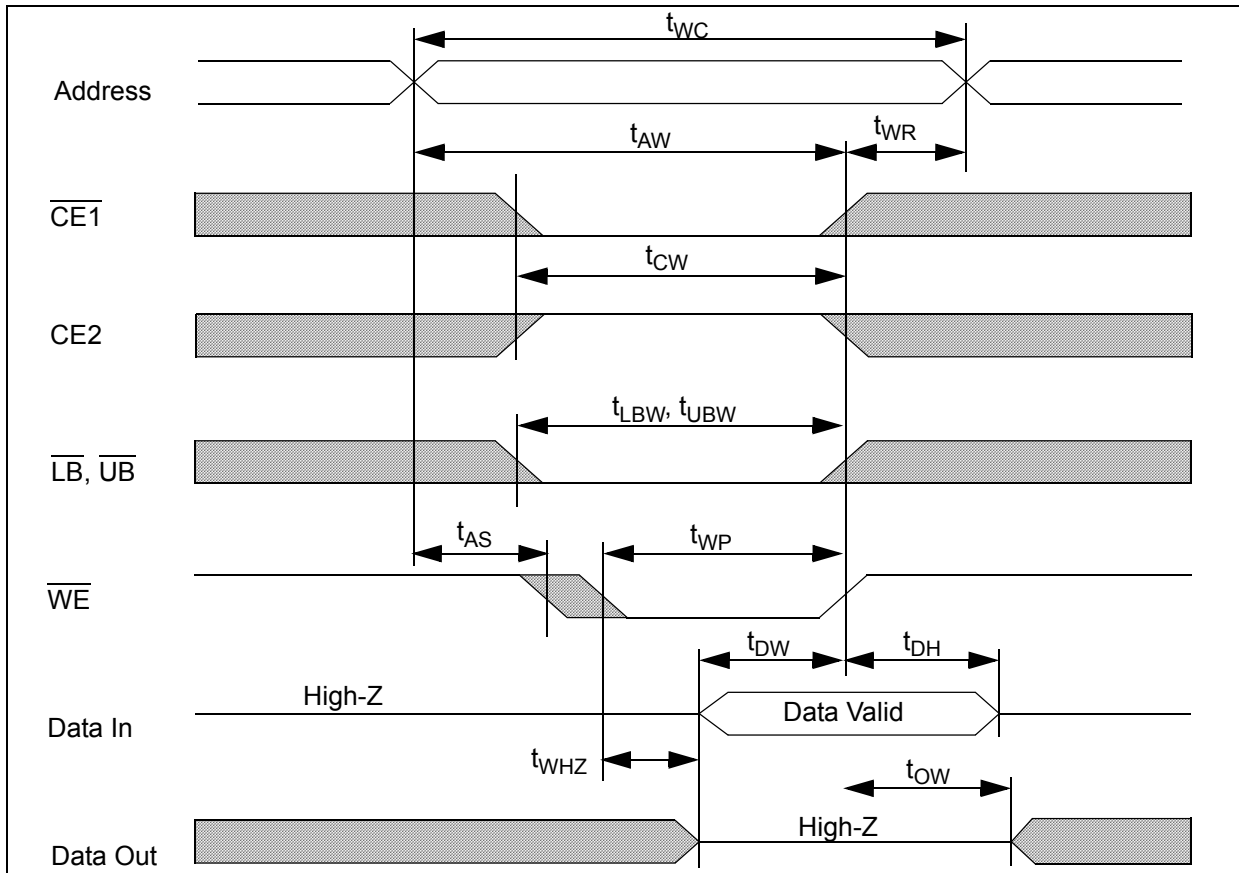 tWC
Address
tAW
tWR
CE1
tCW
CE2
tLBW, tUBW
LB, UB
tAS
tWP
WE
tDW
tDH
High-Z
Data Valid
Data In
tWHZ
tOW
High-Z
Data Out